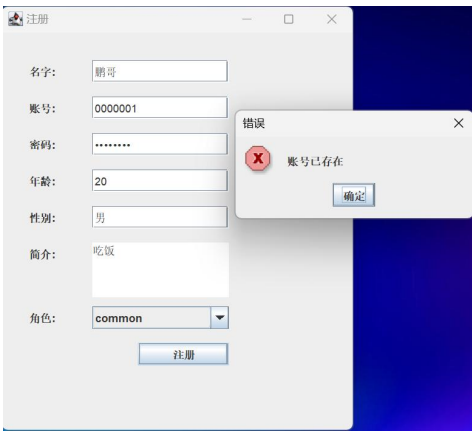 注册
名字: 鹏哥
账号: 0000001
错误
账号已存在
确定
密码: ••••••••
年龄: 20
性别: 男
简介: 吃饭
角色: common
注册